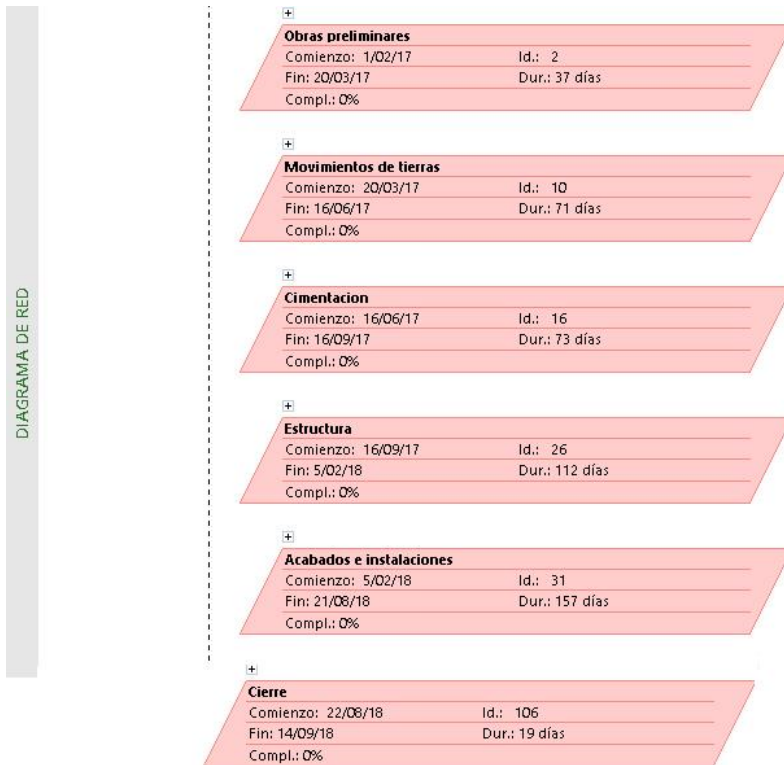 DIAGRAMA DE RED
Obras preliminares
Comienzo: 1/02/17 Id.: 2
Fin: 20/03/17 Dur.: 37 días
Compl.: 0%
Movimientos de tierras
Comienzo: 20/03/17 Id.: 10
Fin: 16/06/17 Dur.: 71 días
Compl.: 0%
Cimentacion
Comienzo: 16/06/17 Id.: 16
Fin: 16/09/17 Dur.: 73 días
Compl.: 0%
Estructura
Comienzo: 16/09/17 Id.: 26
Fin: 5/02/18 Dur.: 112 días
Compl.: 0%
Acabados e instalaciones
Comienzo: 5/02/18 Id.: 31
Fin: 21/08/18 Dur.: 157 días
Compl.: 0%
Cierre
Comienzo: 22/08/18 Id.: 106
Fin: 14/09/18 Dur.: 19 días
Compl.: 0%